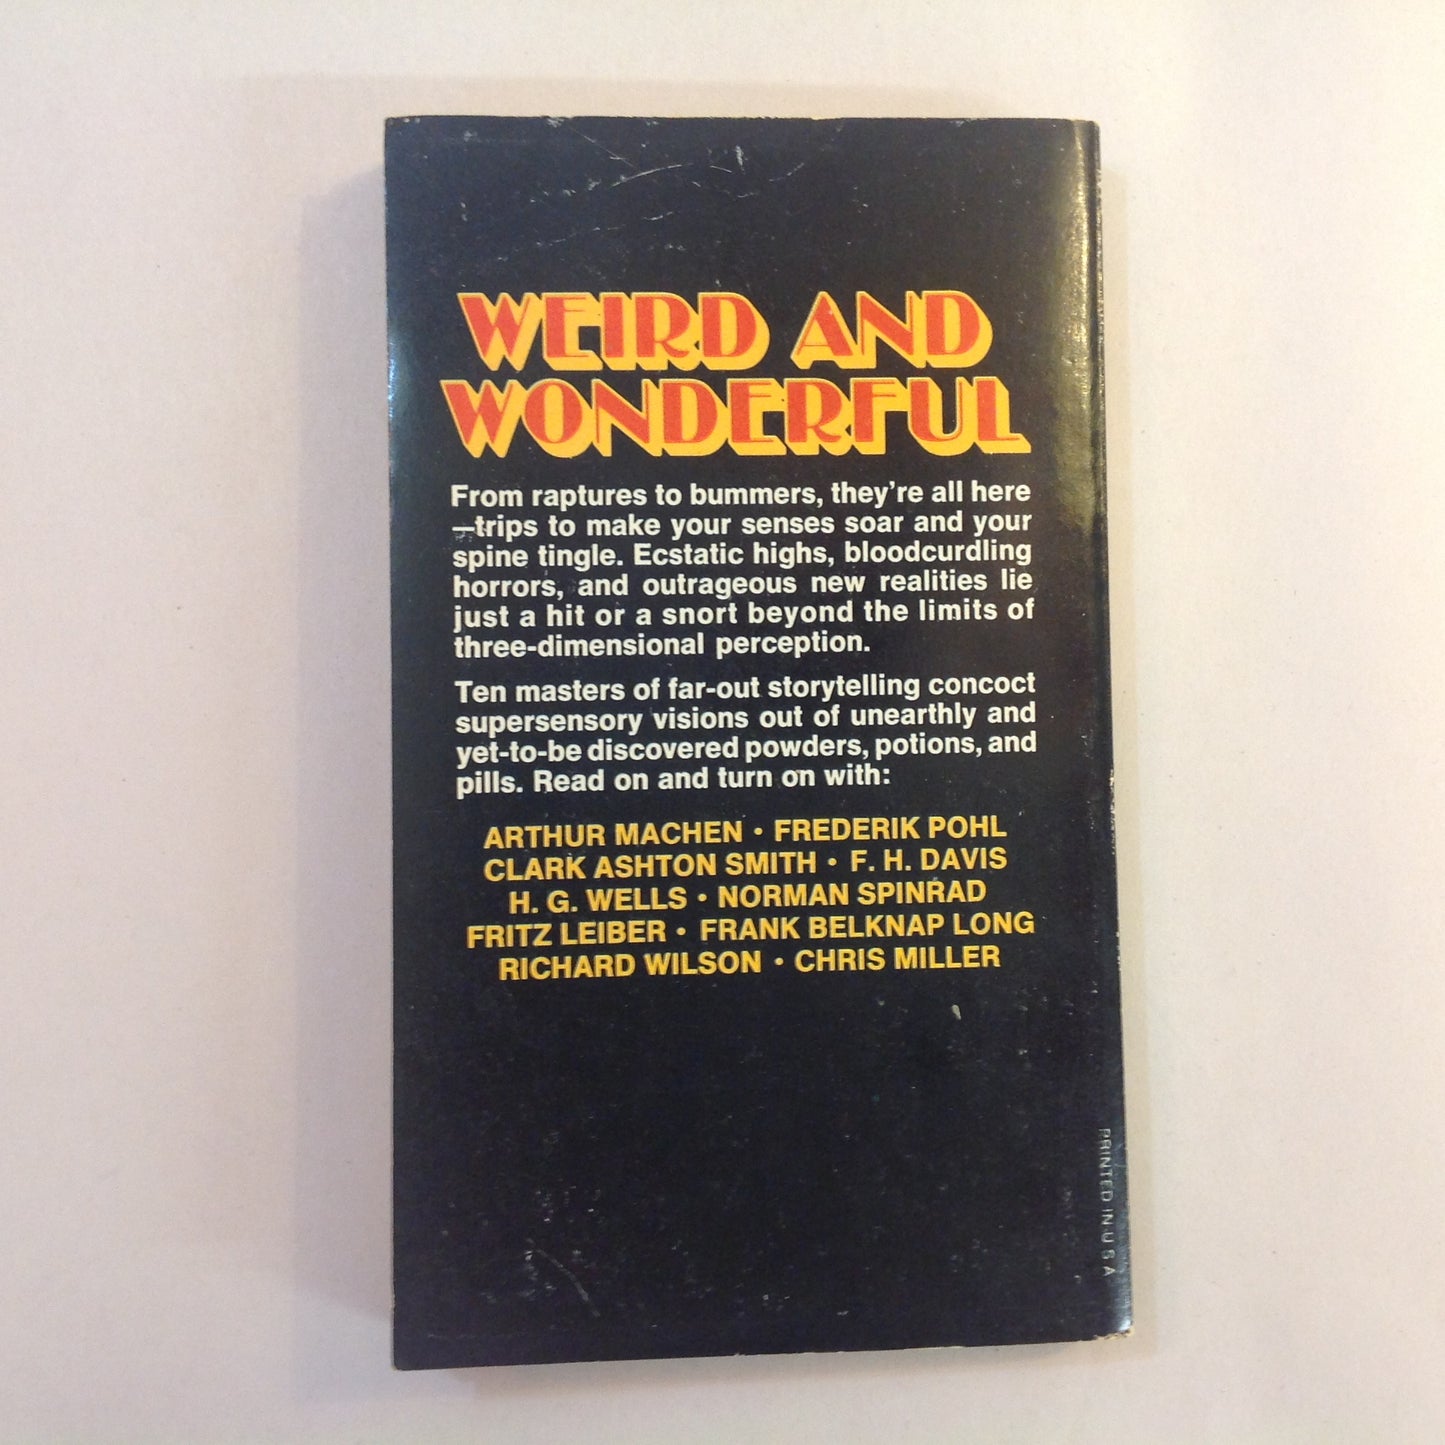 WEIRD AND
WONDERFUL
From raptures to bummers, they're all here
—trips to make your senses soar and your
spine tingle. Ecstatic highs, bloodcurdling
horrors, and outrageous new realities lie
just a hit or a snort beyond the limits of
three-dimensional perception.
Ten masters of far-out storytelling concoct
supersensory visions out of unearthly and
yet-to-be discovered powders, potions, and
pills. Read on and turn on with:
ARTHUR MACHEN • FREDERIK POHL
CLARK ASHTON SMITH • F. H. DAVIS
H. G. WELLS • NORMAN SPINRAD
FRITZ LEIBER • FRANK BELKNAP LONG
RICHARD WILSON • CHRIS MILLER
PRINTED IN U S A